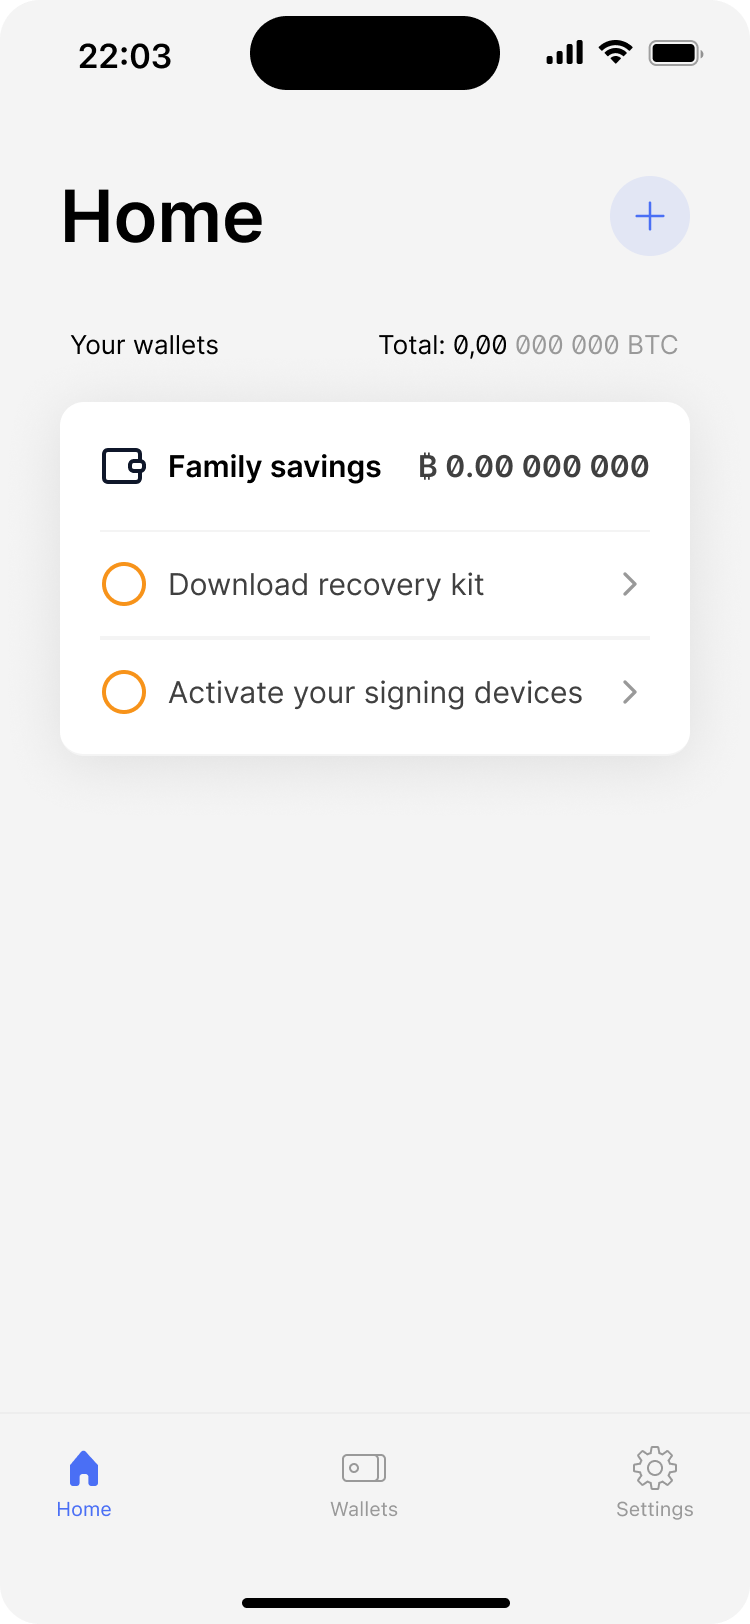 22:03
Home
Your wallets Total: 0,00 000 000 BTC
Family savings ₿ 0.00 000 000
Download recovery kit
Activate your signing devices
Home Wallets Settings